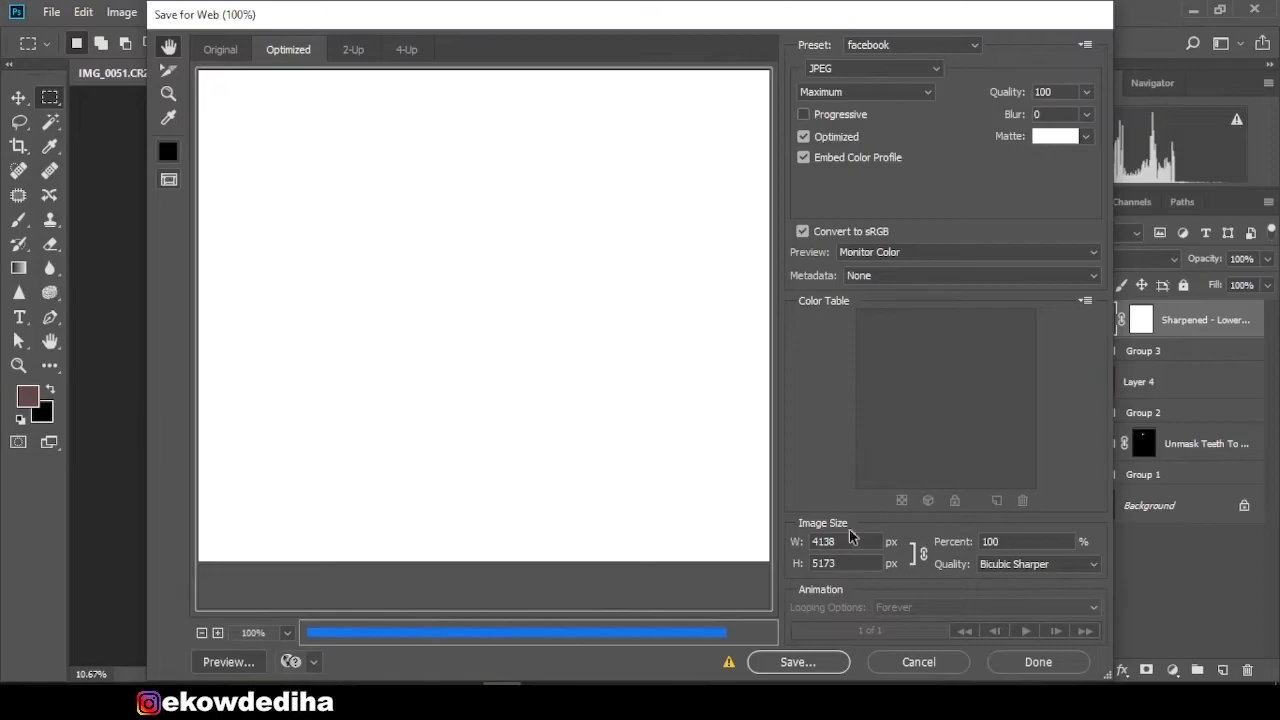 Ps File Edit Image
Save for Web (100%)
IMG_0051.CR2
Original Optimized 2-Up 4-Up
Preset: facebook
JPEG
Maximum Quality: 100
Progressive Blur: 0
Optimized Matte:
Embed Color Profile
Convert to sRGB
Preview: Monitor Color
Metadata: None
Color Table
Image Size
W: 4138 px Percent: 100 %
H: 5173 px Quality: Bicubic Sharper
Animation
Looping Options: Forever
1 of 1
100%
Preview... Save... Cancel Done
Navigator
Channels Paths
Opacity: 100%
Fill: 100%
Sharpened - Lower...
Group 3
Layer 4
Group 2
Unmask Teeth To ...
Group 1
Background
10.67%
ekowdediha